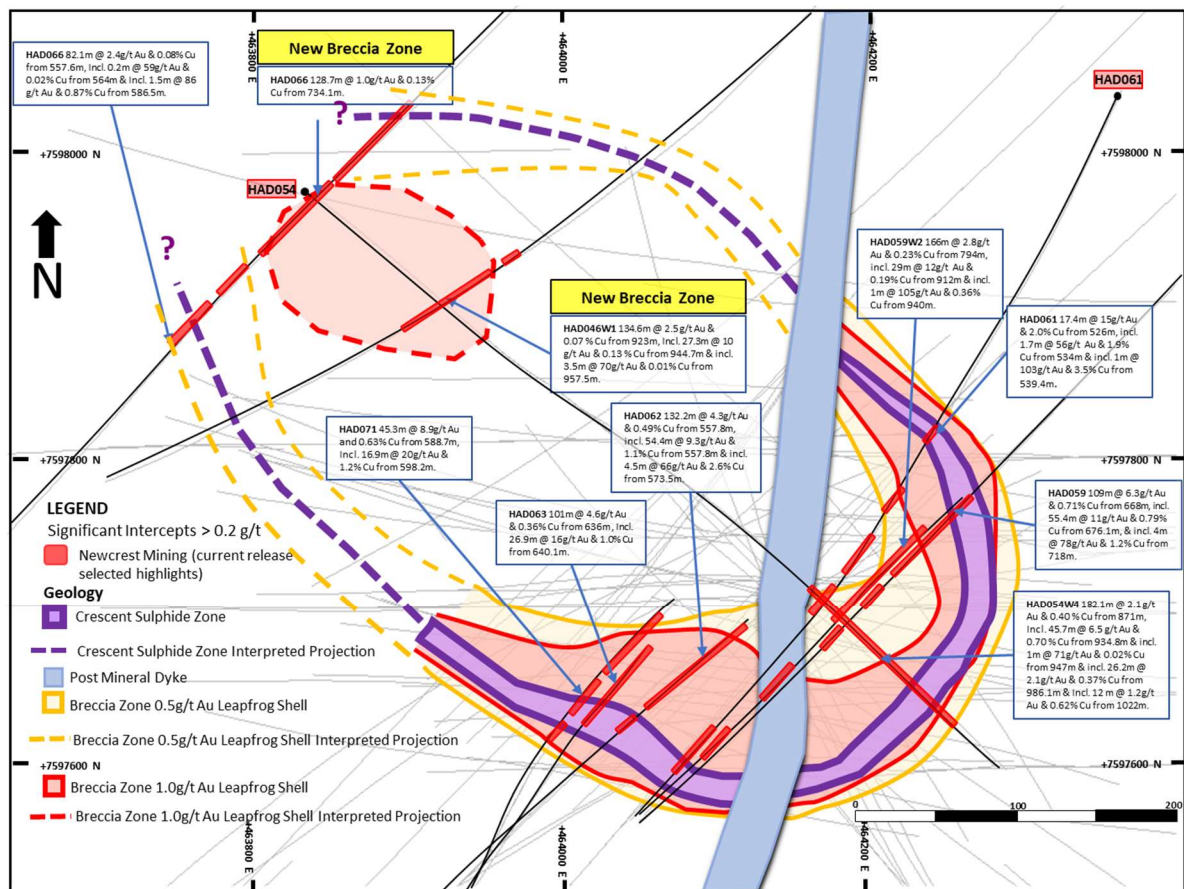 +463800 E
+464000 E
+464200 E
HAD066 82.1m @ 2.4g/t Au & 0.08% Cu
from 557.6m, Incl. 0.2m @ 59g/t Au &
0.02% Cu from 564m & Incl. 1.5m @ 86
g/t Au & 0.87% Cu from 586.5m.
New Breccia Zone
HAD066 128.7m @ 1.0g/t Au & 0.13%
Cu from 734.1m.
HAD061
?
+7598000 N
+7598000 N
HAD054
N
?
HAD059W2 166m @ 2.8g/t
Au & 0.23% Cu from 794m,
incl. 29m @ 12g/t Au &
0.19% Cu from 912m & incl.
1m @ 105g/t Au & 0.36%
Cu from 940m.
New Breccia Zone
HAD046W1 134.6m @ 2.5g/t Au &
0.07 % Cu from 923m, Incl. 27.3m @ 10
g/t Au & 0.13 % Cu from 944.7m & incl.
3.5m @ 70g/t Au & 0.01% Cu from
957.5m.
HAD061 17.4m @ 15g/t Au
& 2.0% Cu from 526m, incl.
1.7m @ 56g/t Au & 1.9%
Cu from 534m & incl. 1m @
103g/t Au & 3.5% Cu from
539.4m.
HAD062 132.2m @ 4.3g/t Au
& 0.49% Cu from 557.8m,
incl. 54.4m @ 9.3g/t Au &
1.1% Cu from 557.8m & incl.
4.5m @ 66g/t Au & 2.6% Cu
from 573.5m.
HAD071 45.3m @ 8.9g/t Au
and 0.63% Cu from 588.7m,
Incl. 16.9m @ 20g/t Au &
1.2% Cu from 598.2m.
+7597800 N
+7597800 N
HAD063 101m @ 4.6g/t Au
& 0.36% Cu from 636m, Incl.
26.9m @ 16g/t Au & 1.0% Cu
from 640.1m.
HAD059 109m @ 6.3g/t Au
& 0.71% Cu from 668m, incl.
55.4m @ 11g/t Au & 0.79%
Cu from 676.1m, & incl. 4m
@ 78g/t Au & 1.2% Cu from
718m.
HAD054W4 182.1m @ 2.1g/t
Au & 0.40 % Cu from 871m,
Incl. 45.7m @ 6.5 g/t Au &
0.70 % Cu from 934.8m & incl.
1m @ 71g/t Au & 0.02% Cu
from 947m & incl. 26.2m @
2.1g/t Au & 0.37% Cu from
986.1m & Incl. 12 m @ 1.2g/t
Au & 0.62% Cu from 1022m.
LEGEND
Significant Intercepts > 0.2 g/t
Newcrest Mining (current release
selected highlights)
Geology
Crescent Sulphide Zone
Crescent Sulphide Zone Interpreted Projection
Post Mineral Dyke
Breccia Zone 0.5g/t Au Leapfrog Shell
Breccia Zone 0.5g/t Au Leapfrog Shell Interpreted Projection
Breccia Zone 1.0g/t Au Leapfrog Shell
Breccia Zone 1.0g/t Au Leapfrog Shell Interpreted Projection
+7597600 N
+7597600 N
0 100 200
+463800 E
+464000 E
+464200 E